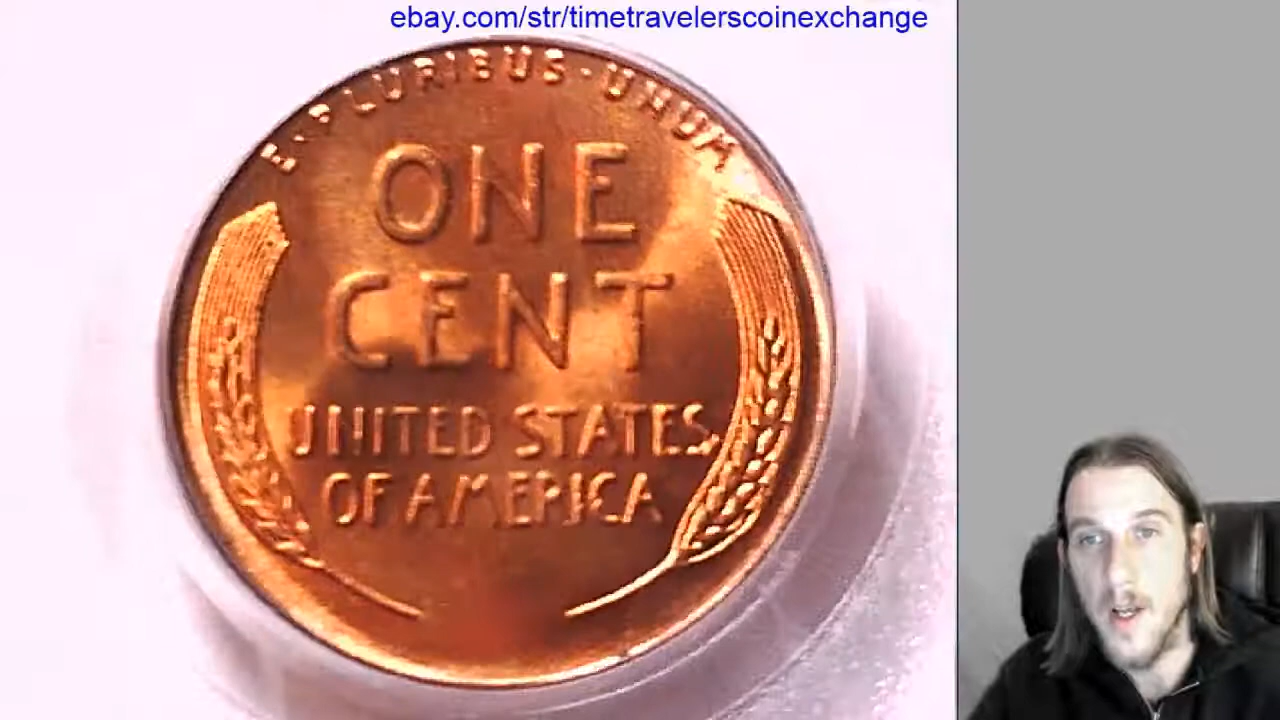 ebay.com/str/timetravelerscoinexchange
E·PLURIBUS·UNUM
ONE
CENT
UNITED STATES
OF AMERICA